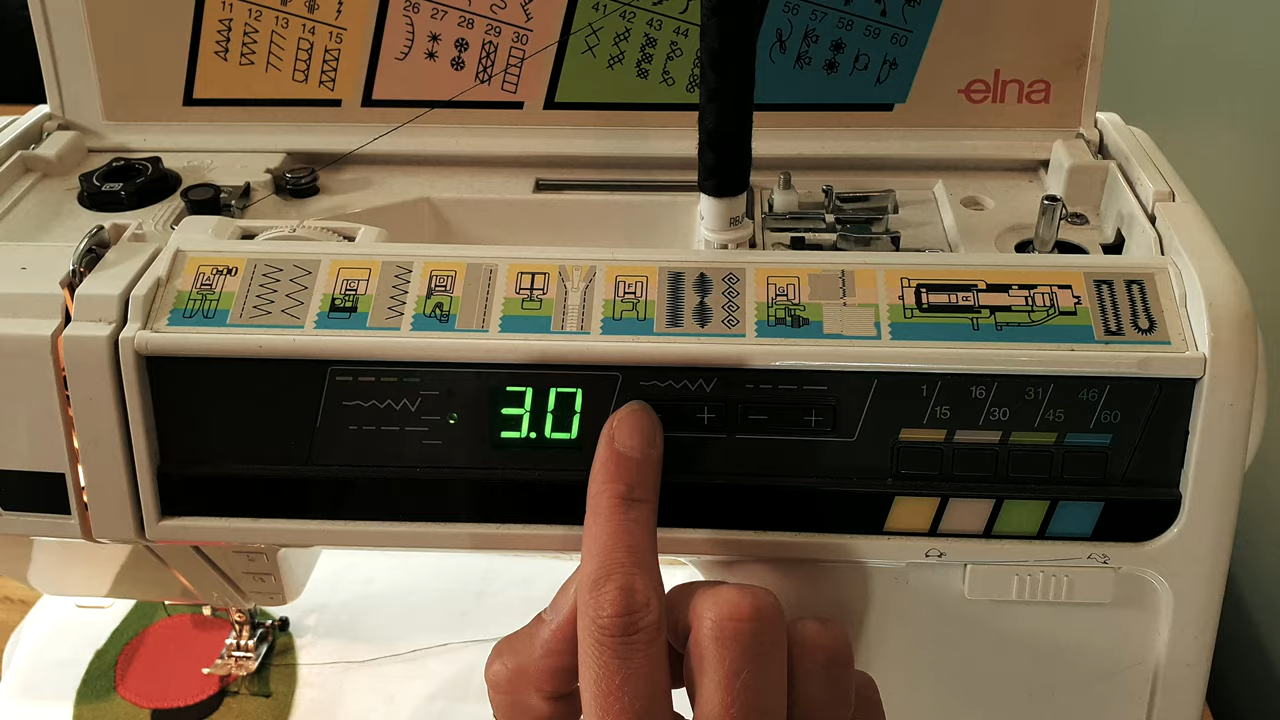 11 12 13 14 15
26 27 28 29 30
41 42 43 44
56 57 58 59 60
elna
3.0
− + − +
1/15 16/30 31/45 46/60